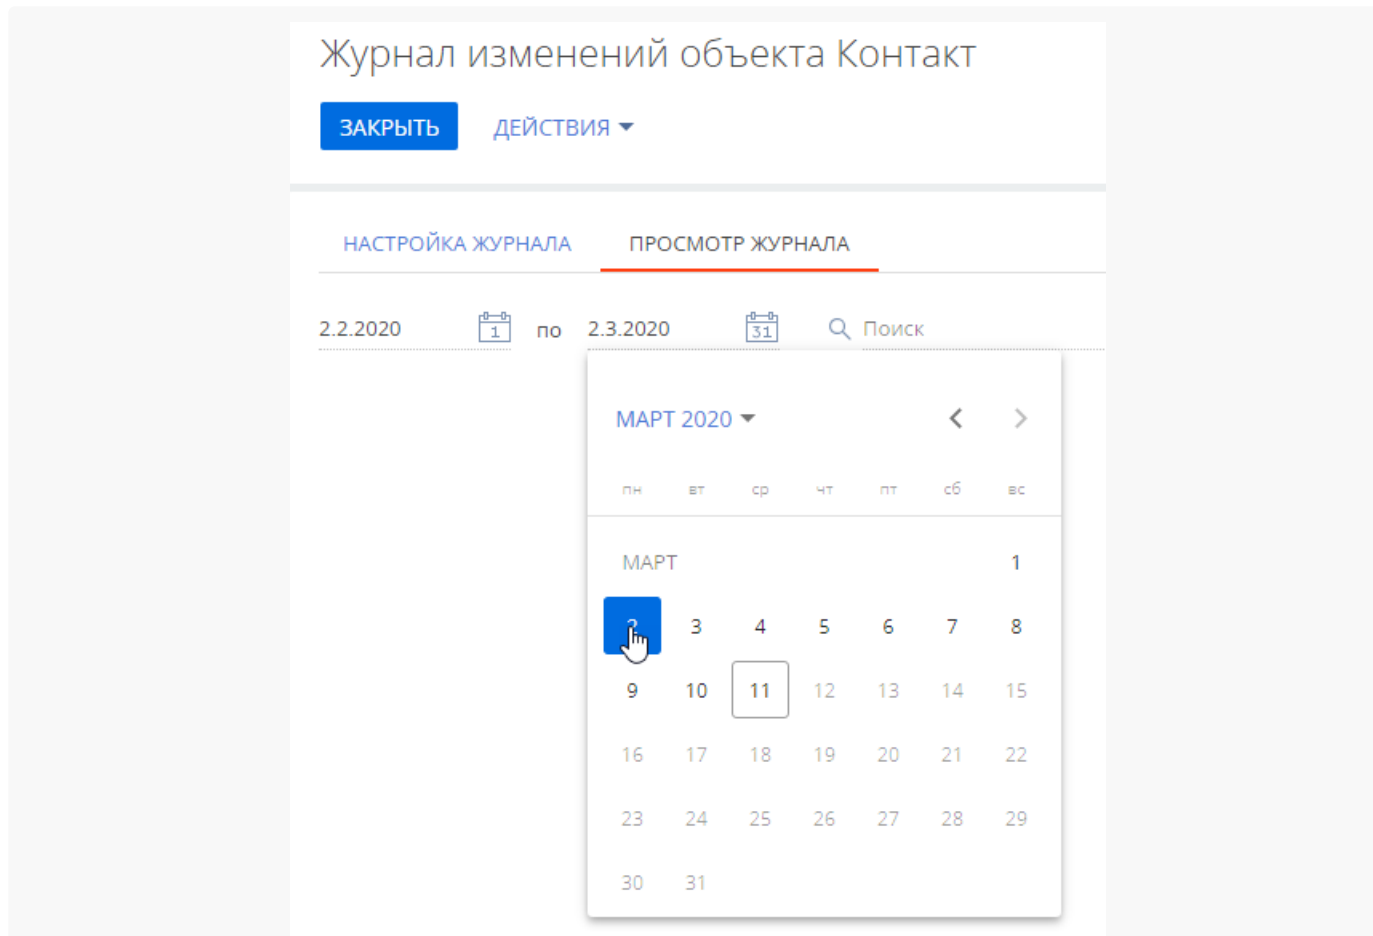 Журнал изменений объекта Контакт
ЗАКРЫТЬ ДЕЙСТВИЯ
НАСТРОЙКА ЖУРНАЛА ПРОСМОТР ЖУРНАЛА
2.2.2020 1 по 2.3.2020 31 Поиск
МАРТ 2020
пн вт ср чт пт сб вс
МАРТ 1
2 3 4 5 6 7 8
9 10 11 12 13 14 15
16 17 18 19 20 21 22
23 24 25 26 27 28 29
30 31